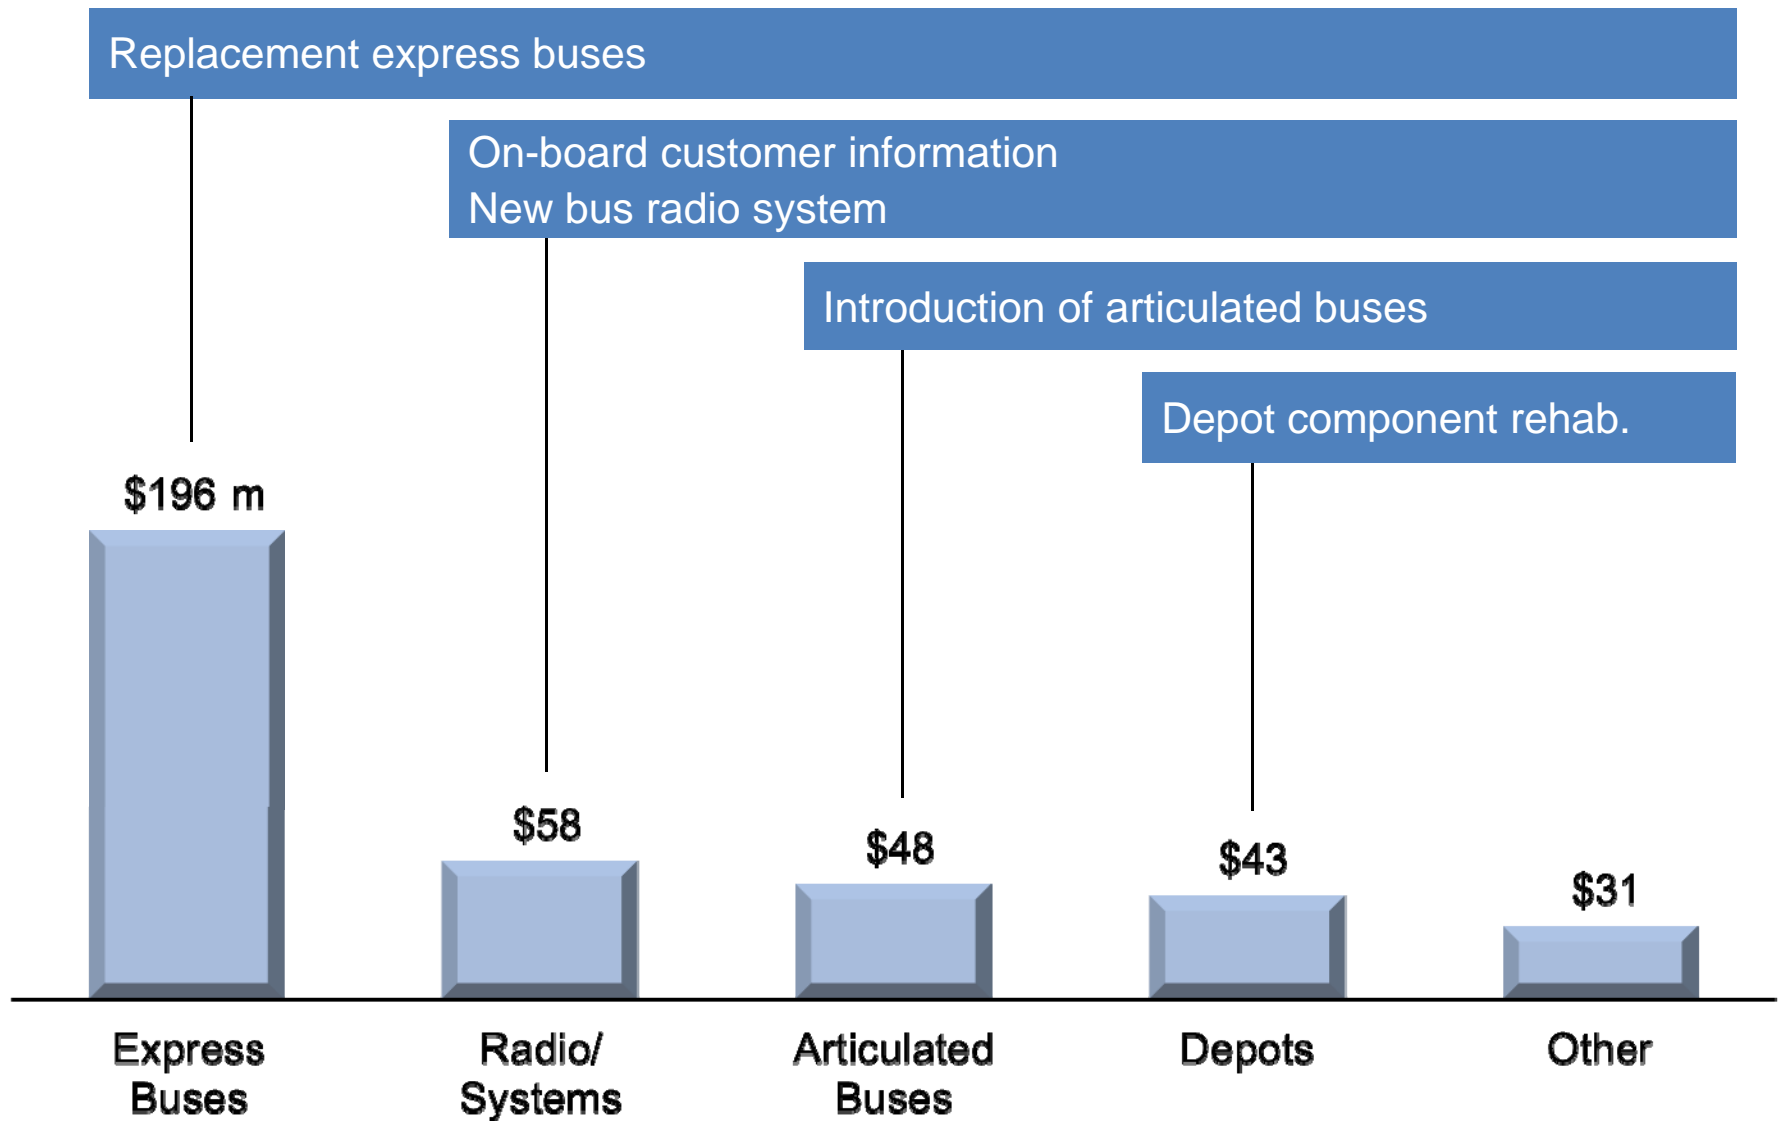 Replacement express buses
On-board customer information
New bus radio system
Introduction of articulated buses
Depot component rehab.
$196 m
$58
$48
$43
$31
Express
Buses
Radio/
Systems
Articulated
Buses
Depots
Other